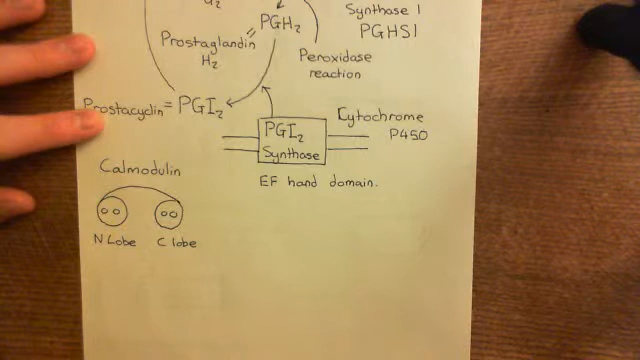 G2
PGH2
Synthase 1
PGHS1
Prostaglandin =
H2
Peroxidase
reaction
Prostacyclin = PGI2
Cytochrome
P450
PGI2
Synthase
EF hand domain.
Calmodulin
N Lobe
C lobe